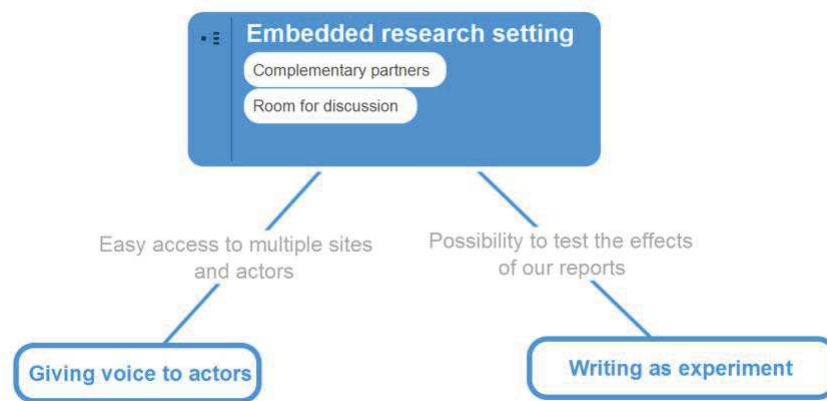 Embedded research setting
Complementary partners
Room for discussion
Easy access to multiple sites
and actors
Possibility to test the effects
of our reports
Giving voice to actors
Writing as experiment